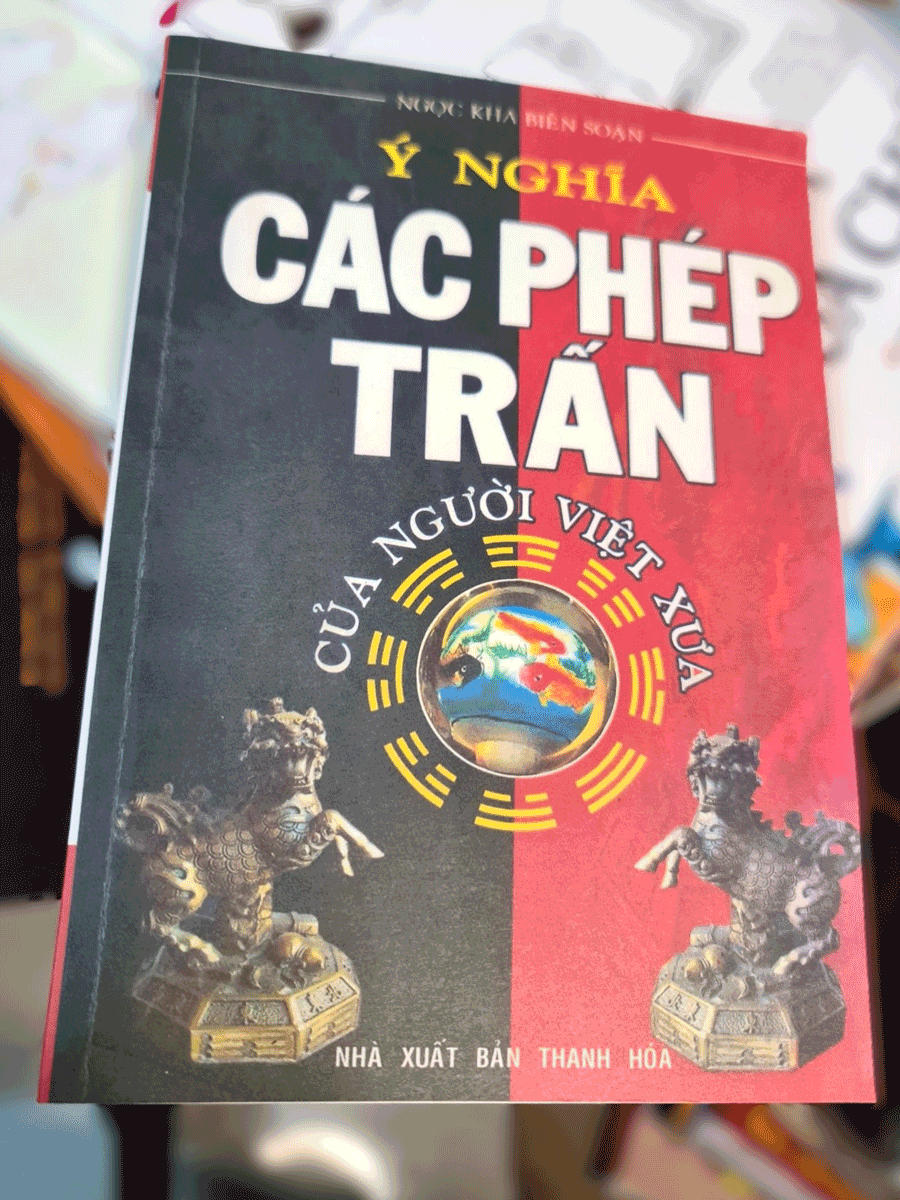 NGỌC KHA BIÊN SOẠN
Ý NGHĨA
CÁC PHÉP
TRẤN
CỦA NGƯỜI VIỆT XƯA
NHÀ XUẤT BẢN THANH HÓA